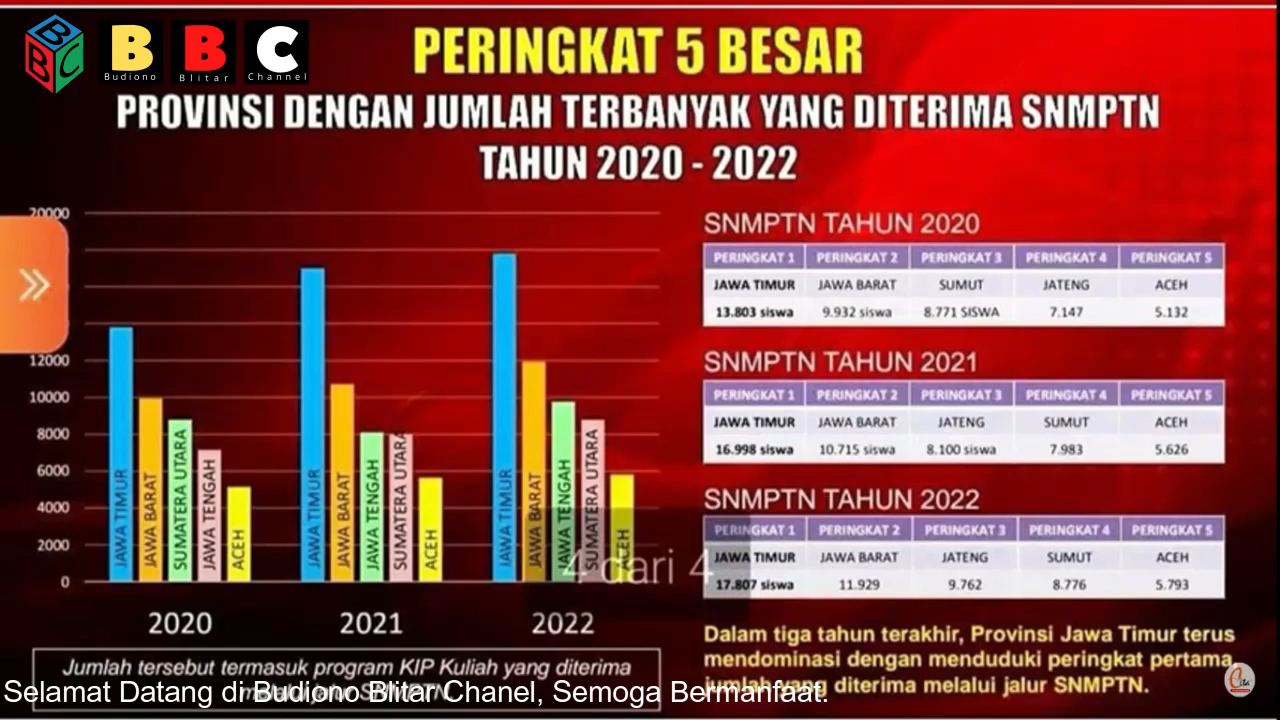 B B C
B Budiono
B Blitar
C Channel
PERINGKAT 5 BESAR
PROVINSI DENGAN JUMLAH TERBANYAK YANG DITERIMA SNMPTN
TAHUN 2020 - 2022
20000
12000
10000
8000
6000
4000
2000
0
JAWA TIMUR
JAWA BARAT
SUMATERA UTARA
JAWA TENGAH
ACEH
JAWA TIMUR
JAWA BARAT
JAWA TENGAH
SUMATERA UTARA
ACEH
JAWA TIMUR
JAWA BARAT
JAWA TENGAH
SUMATERA UTARA
ACEH
2020 2021 2022
4 dari 4
Jumlah tersebut termasuk program KIP Kuliah yang diterima
SNMPTN TAHUN 2020
PERINGKAT 1 PERINGKAT 2 PERINGKAT 3 PERINGKAT 4 PERINGKAT 5
JAWA TIMUR JAWA BARAT SUMUT JATENG ACEH
13.803 siswa 9.932 siswa 8.771 SISWA 7.147 5.132
SNMPTN TAHUN 2021
PERINGKAT 1 PERINGKAT 2 PERINGKAT 3 PERINGKAT 4 PERINGKAT 5
JAWA TIMUR JAWA BARAT JATENG SUMUT ACEH
16.998 siswa 10.715 siswa 8.100 siswa 7.983 5.626
SNMPTN TAHUN 2022
PERINGKAT 1 PERINGKAT 2 PERINGKAT 3 PERINGKAT 4 PERINGKAT 5
JAWA TIMUR JAWA BARAT JATENG SUMUT ACEH
17.807 siswa 11.929 9.762 8.776 5.793
Dalam tiga tahun terakhir, Provinsi Jawa Timur terus
mendominasi dengan menduduki peringkat pertama
jumlah yang diterima melalui jalur SNMPTN.
Selamat Datang di Budiono Blitar Chanel, Semoga Bermanfaat.